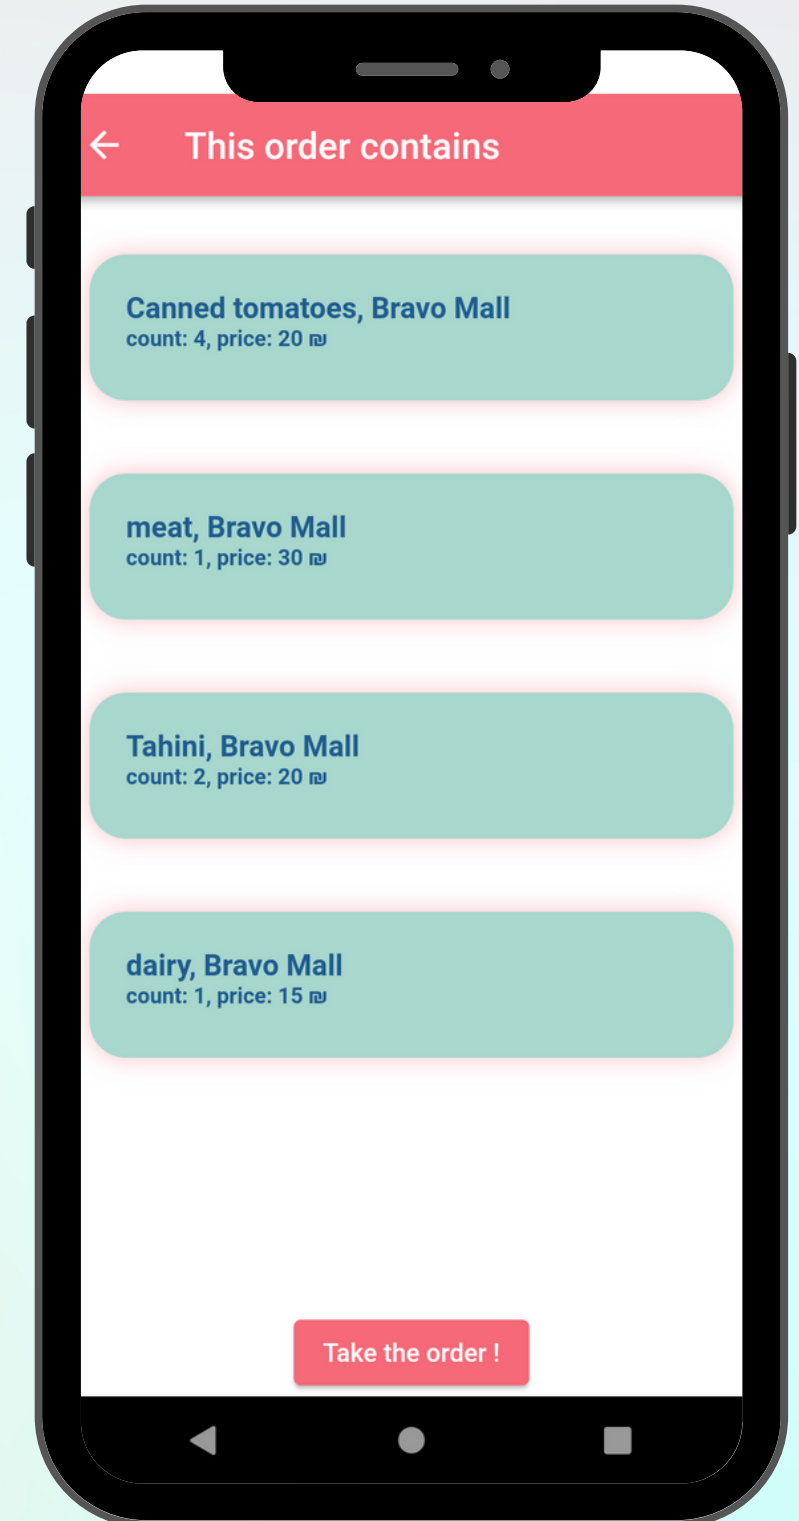 This order contains
Canned tomatoes, Bravo Mall
count: 4, price: 20 ₪
meat, Bravo Mall
count: 1, price: 30 ₪
Tahini, Bravo Mall
count: 2, price: 20 ₪
dairy, Bravo Mall
count: 1, price: 15 ₪
Take the order !